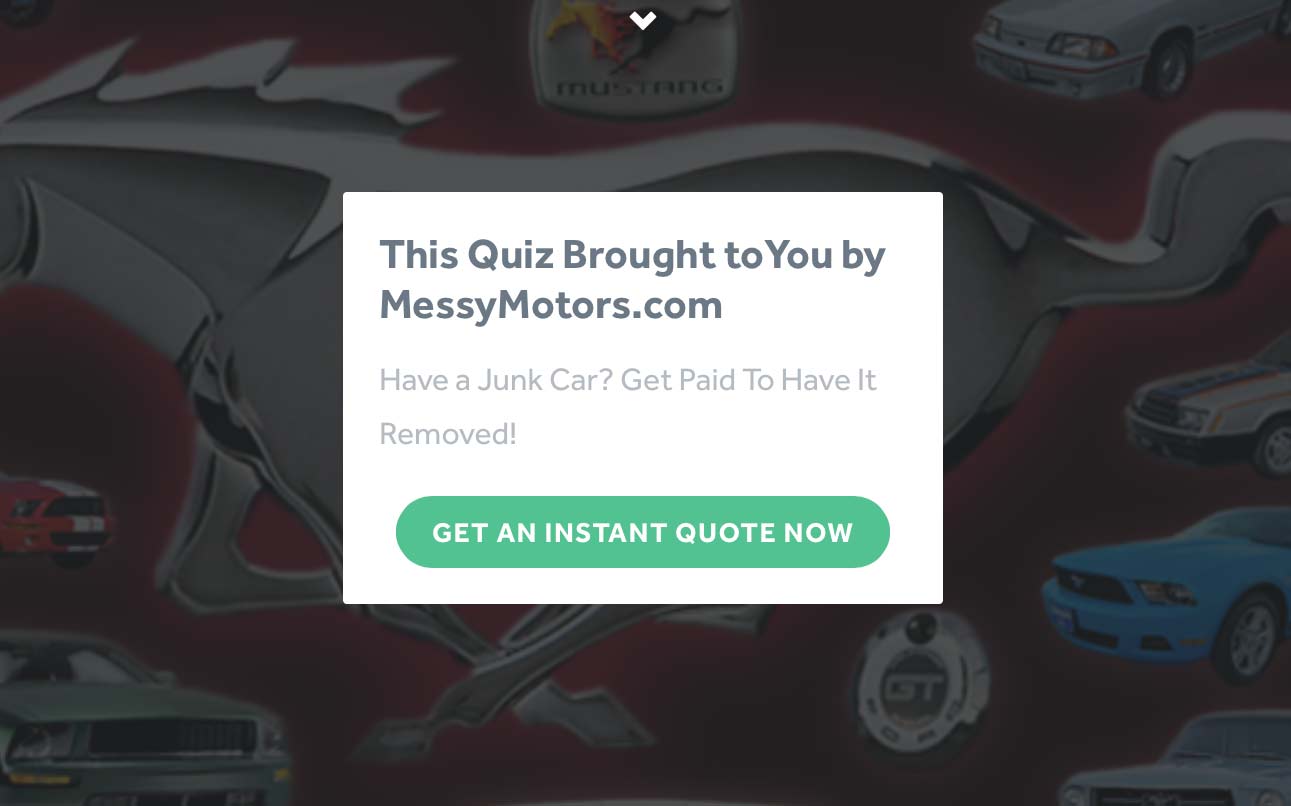 MUSTANG
This Quiz Brought toYou by
MessyMotors.com
Have a Junk Car? Get Paid To Have It
Removed!
GET AN INSTANT QUOTE NOW
GT